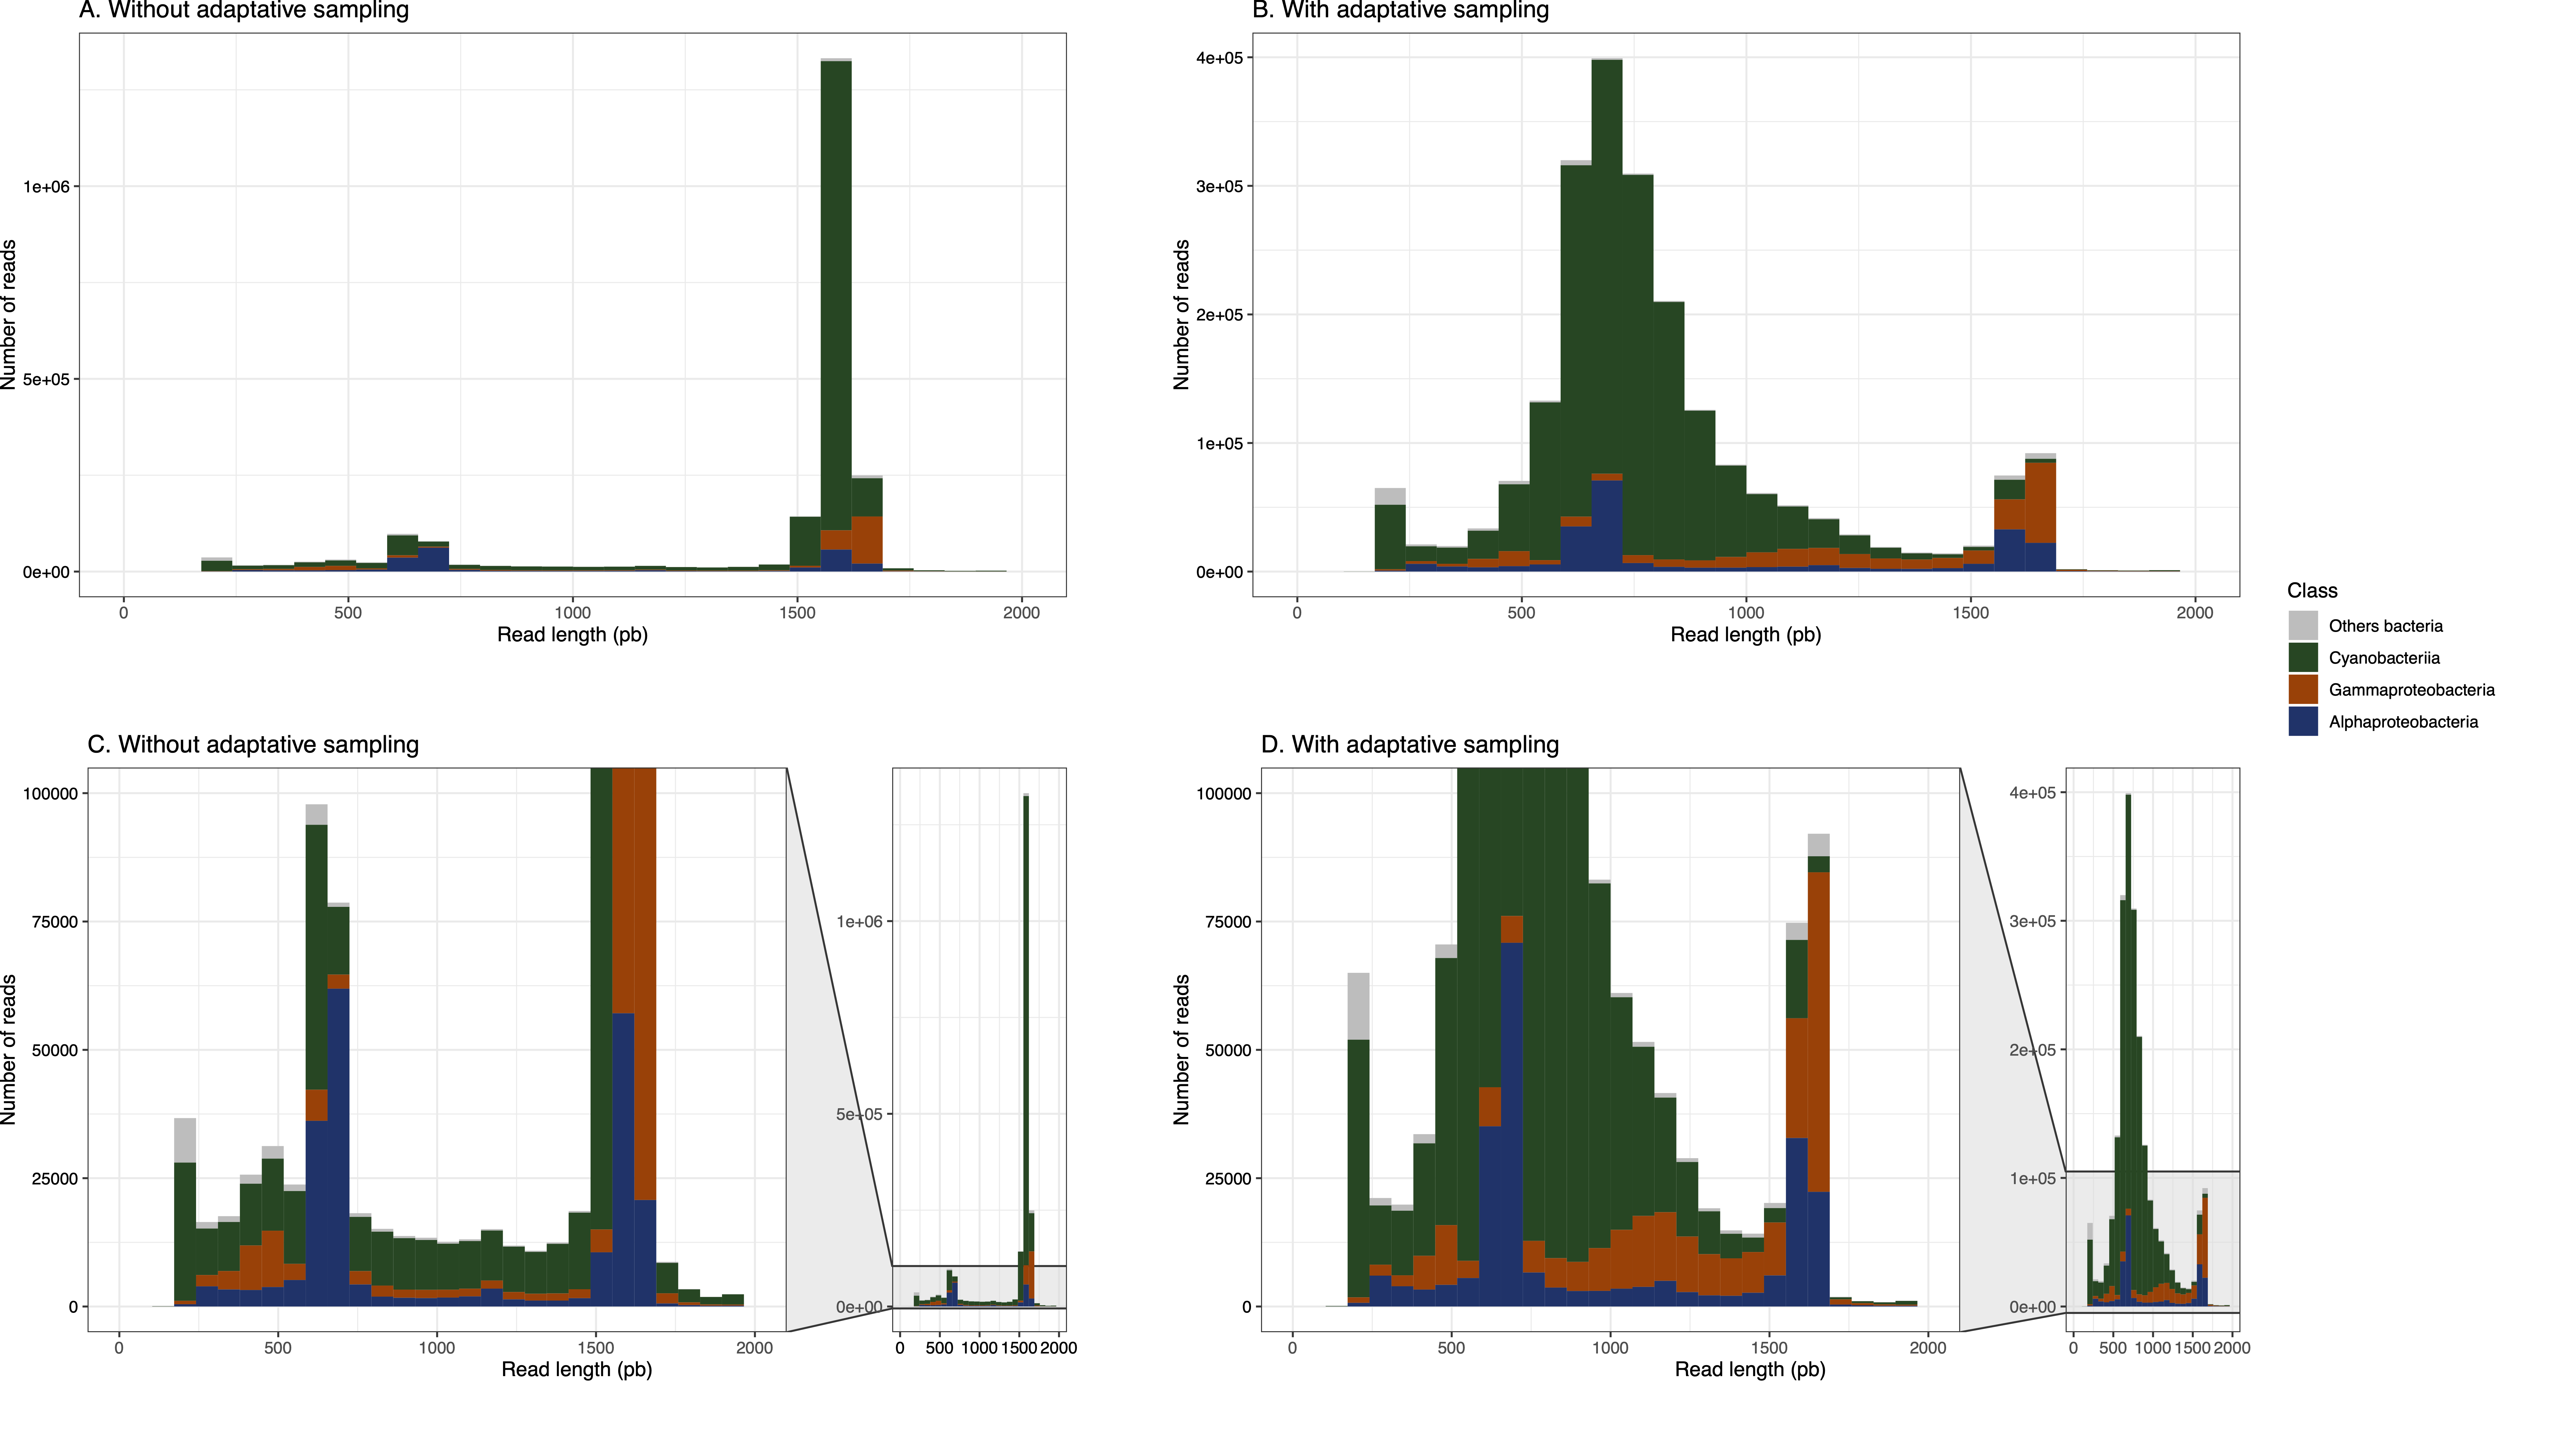 A. Without adaptative sampling
Number of reads
1e+06
5e+05
0e+00
0 500 1000 1500 2000
Read length (pb)
B. With adaptative sampling
Number of reads
4e+05
3e+05
2e+05
1e+05
0e+00
0 500 1000 1500 2000
Read length (pb)
Class
Others bacteria
Cyanobacteriia
Gammaproteobacteria
Alphaproteobacteria
C. Without adaptative sampling
Number of reads
100000
75000
50000
25000
0
0 500 1000 1500 2000
Read length (pb)
1e+06
5e+05
0e+00
0 500 1000 1500 2000
D. With adaptative sampling
Number of reads
100000
75000
50000
25000
0
0 500 1000 1500 2000
Read length (pb)
4e+05
3e+05
2e+05
1e+05
0e+00
0 500 1000 1500 2000